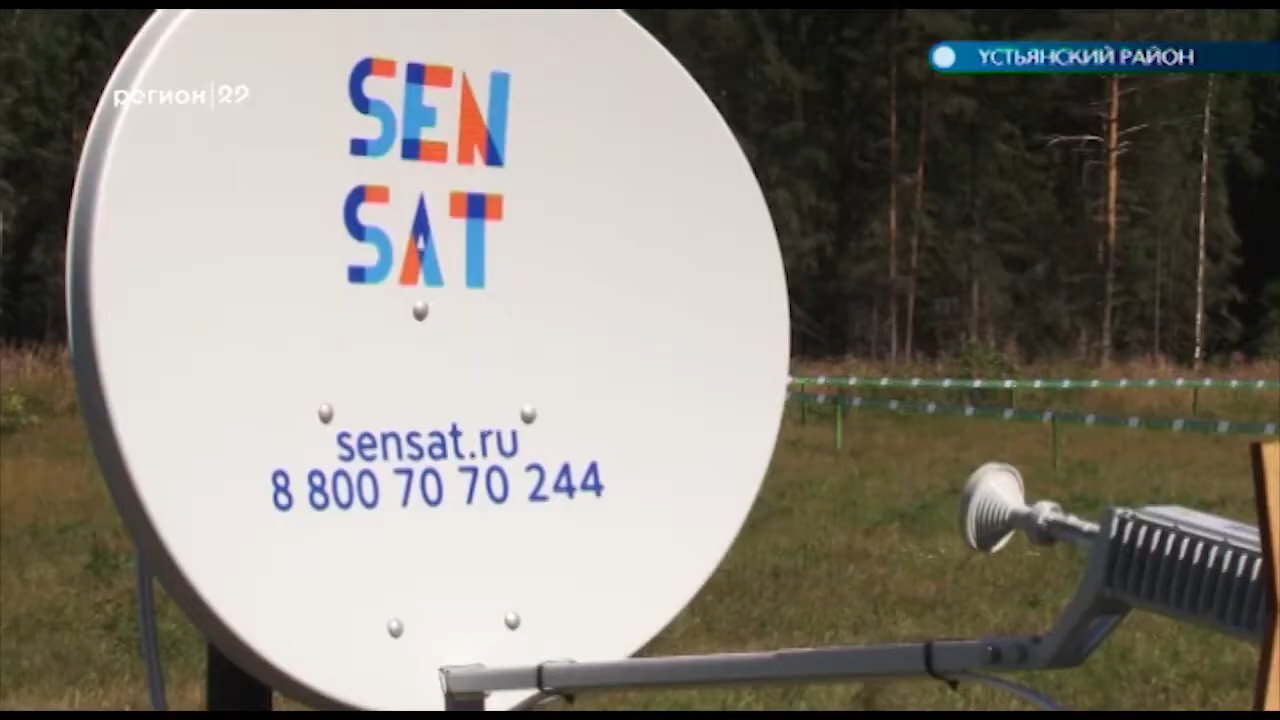 регион|29
УСТЬЯНСКИЙ РАЙОН
SEN
SAT
sensat.ru
8 800 70 70 244